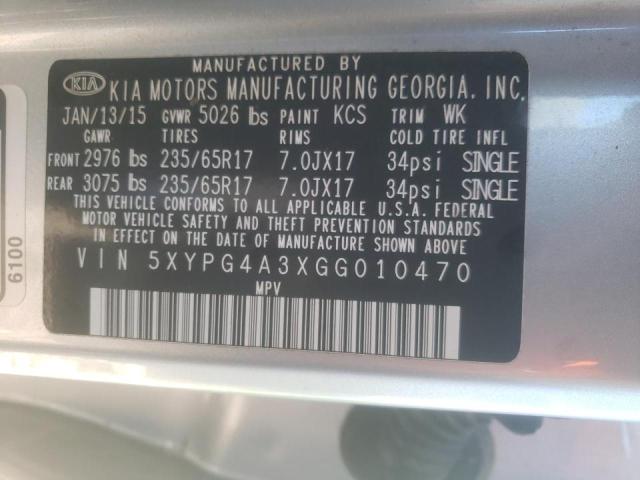 MANUFACTURED BY
KIA KIA MOTORS MANUFACTURING GEORGIA. INC.
JAN/13/15 GVWR 5026 lbs PAINT KCS TRIM WK
GAWR TIRES RIMS COLD TIRE INFL
FRONT 2976 lbs 235/65R17 7.0JX17 34psi SINGLE
REAR 3075 lbs 235/65R17 7.0JX17 34psi SINGLE
THIS VEHICLE CONFORMS TO ALL APPLICABLE U.S.A. FEDERAL
MOTOR VEHICLE SAFETY AND THEFT PREVENTION STANDARDS
IN EFFECT ON THE DATE OF MANUFACTURE SHOWN ABOVE.
VIN 5XYPG4A3XGG010470
MPV
6100